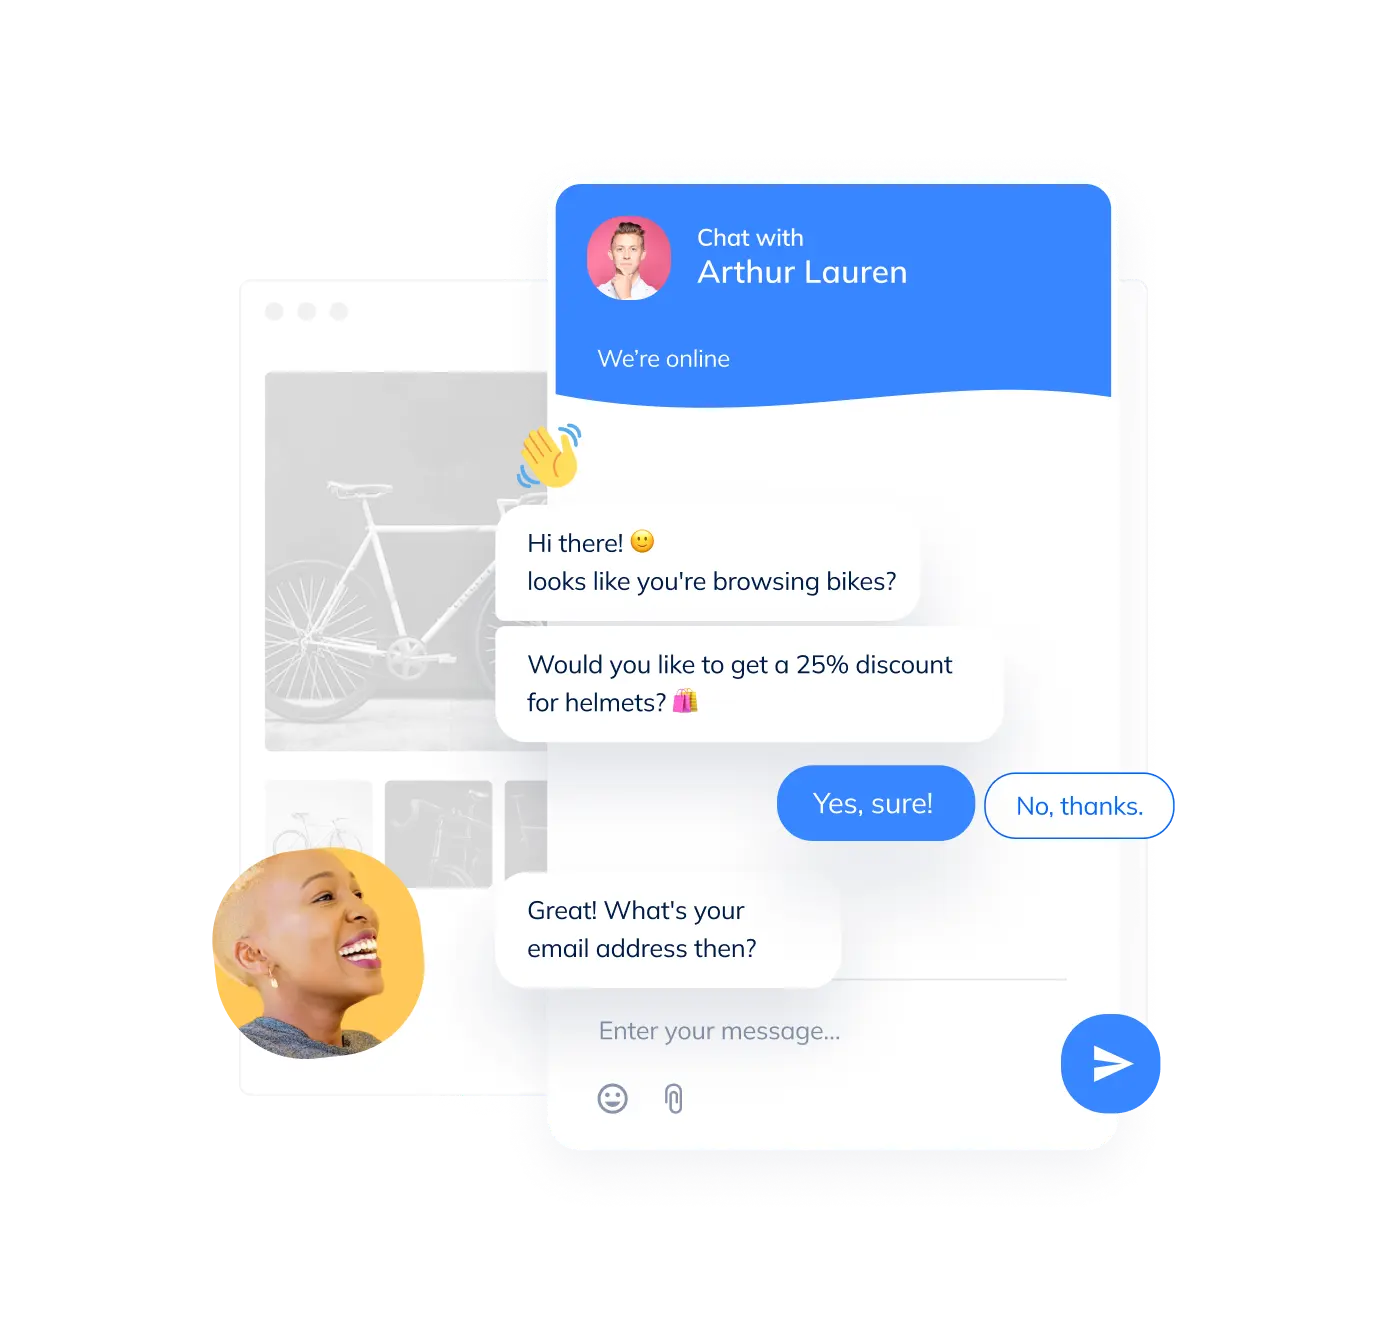 Chat with
Arthur Lauren
We’re online
Hi there! 🙂
looks like you're browsing bikes?
Would you like to get a 25% discount
for helmets? 🛍️
Yes, sure!
No, thanks.
Great! What's your
email address then?
Enter your message...